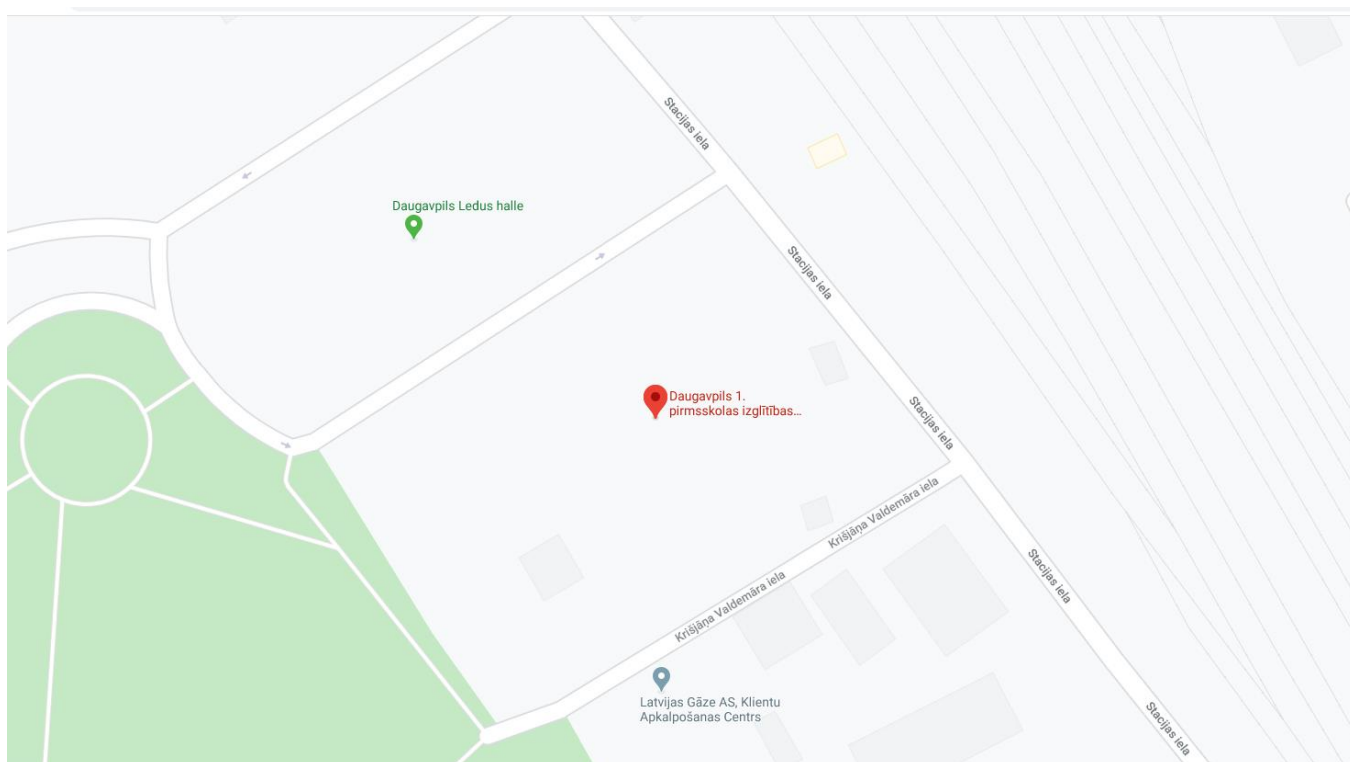 Stacijas iela
Daugavpils Ledus halle
Stacijas iela
Daugavpils 1.
pirmsskolas izglītības...
Stacijas iela
Krišjāņa Valdemāra iela
Stacijas iela
Krišjāņa Valdemāra iela
Latvijas Gāze AS, Klientu
Apkalpošanas Centrs
Stacijas iela